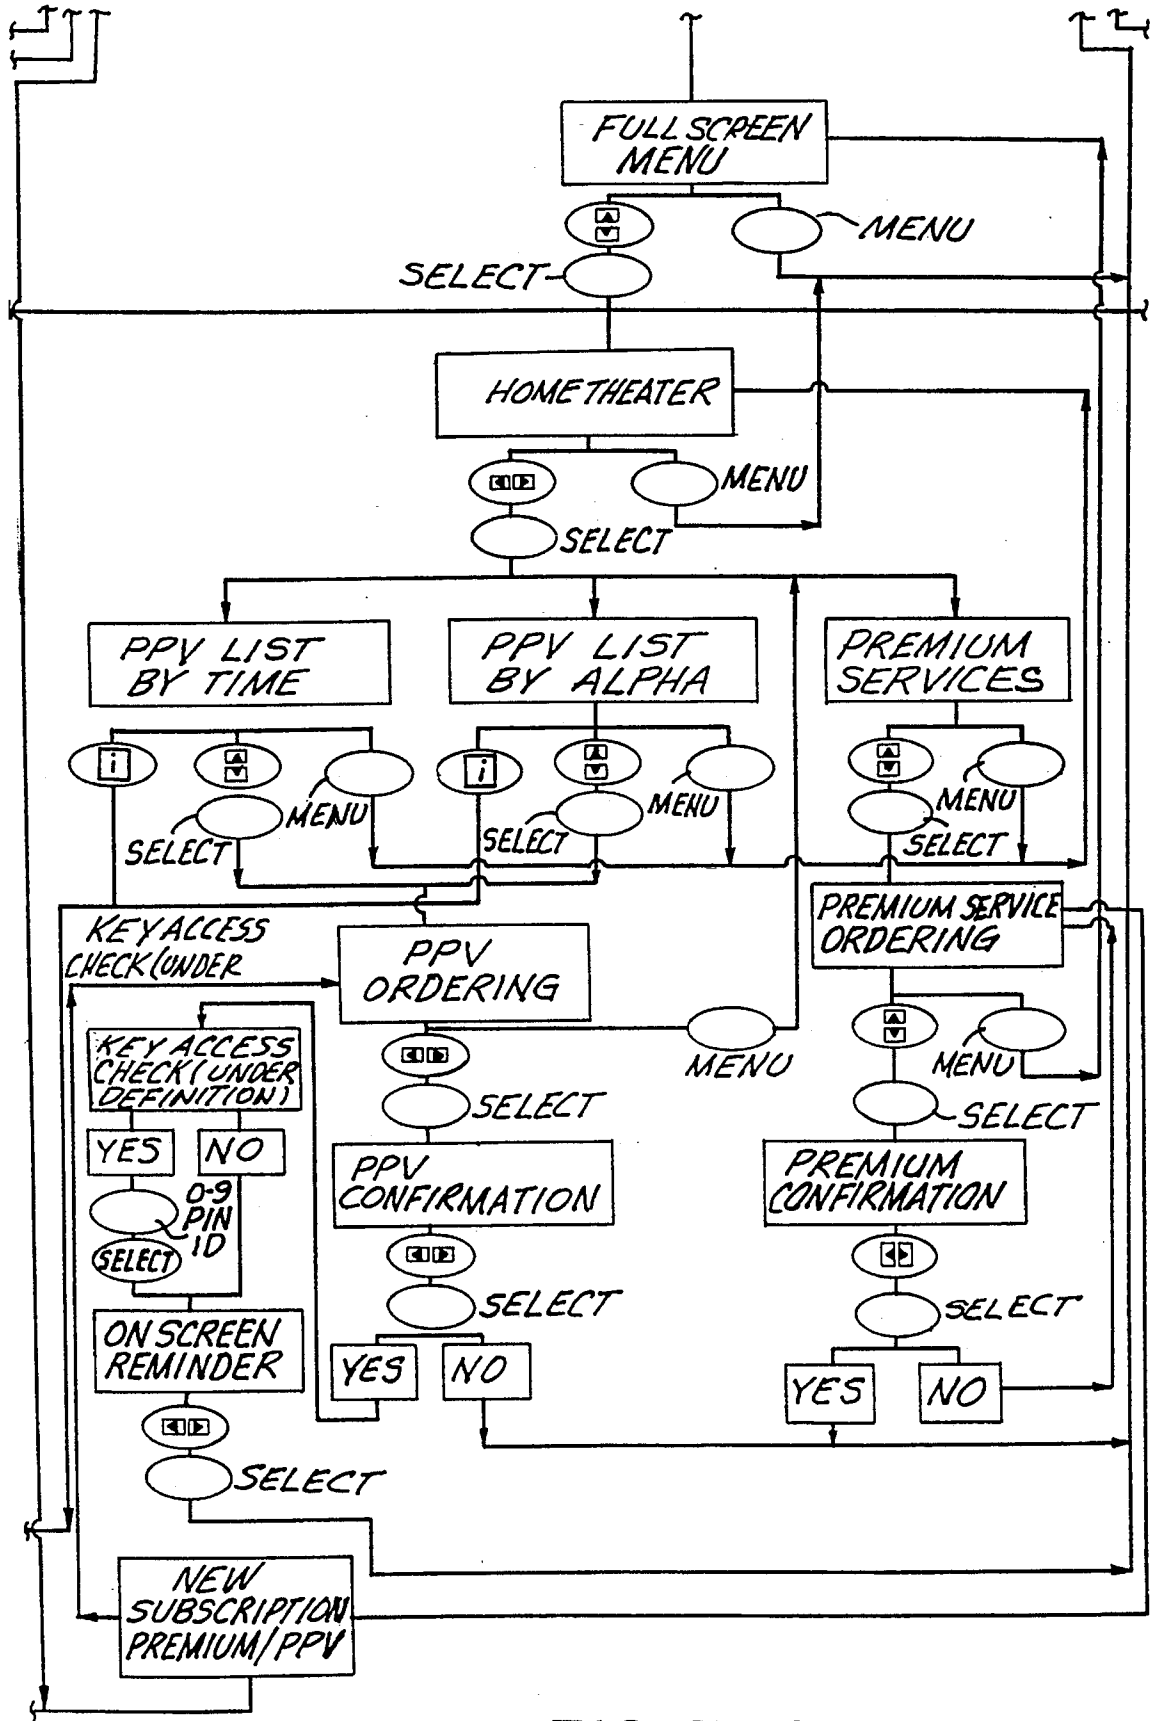 FULL SCREEN
MENU
MENU
SELECT
HOME THEATER
MENU
SELECT
PPV LIST
BY TIME
PPV LIST
BY ALPHA
PREMIUM
SERVICES
i
MENU
SELECT
i
MENU
SELECT
MENU
SELECT
KEY ACCESS
CHECK (UNDER
PPV
ORDERING
PREMIUM SERVICE
ORDERING
KEY ACCESS
CHECK (UNDER
DEFINITION)
MENU
MENU
SELECT
SELECT
YES
NO
PPV
CONFIRMATION
PREMIUM
CONFIRMATION
0-9
PIN
ID
SELECT
SELECT
SELECT
ON SCREEN
REMINDER
YES
NO
YES
NO
SELECT
NEW
SUBSCRIPTION
PREMIUM/PPV